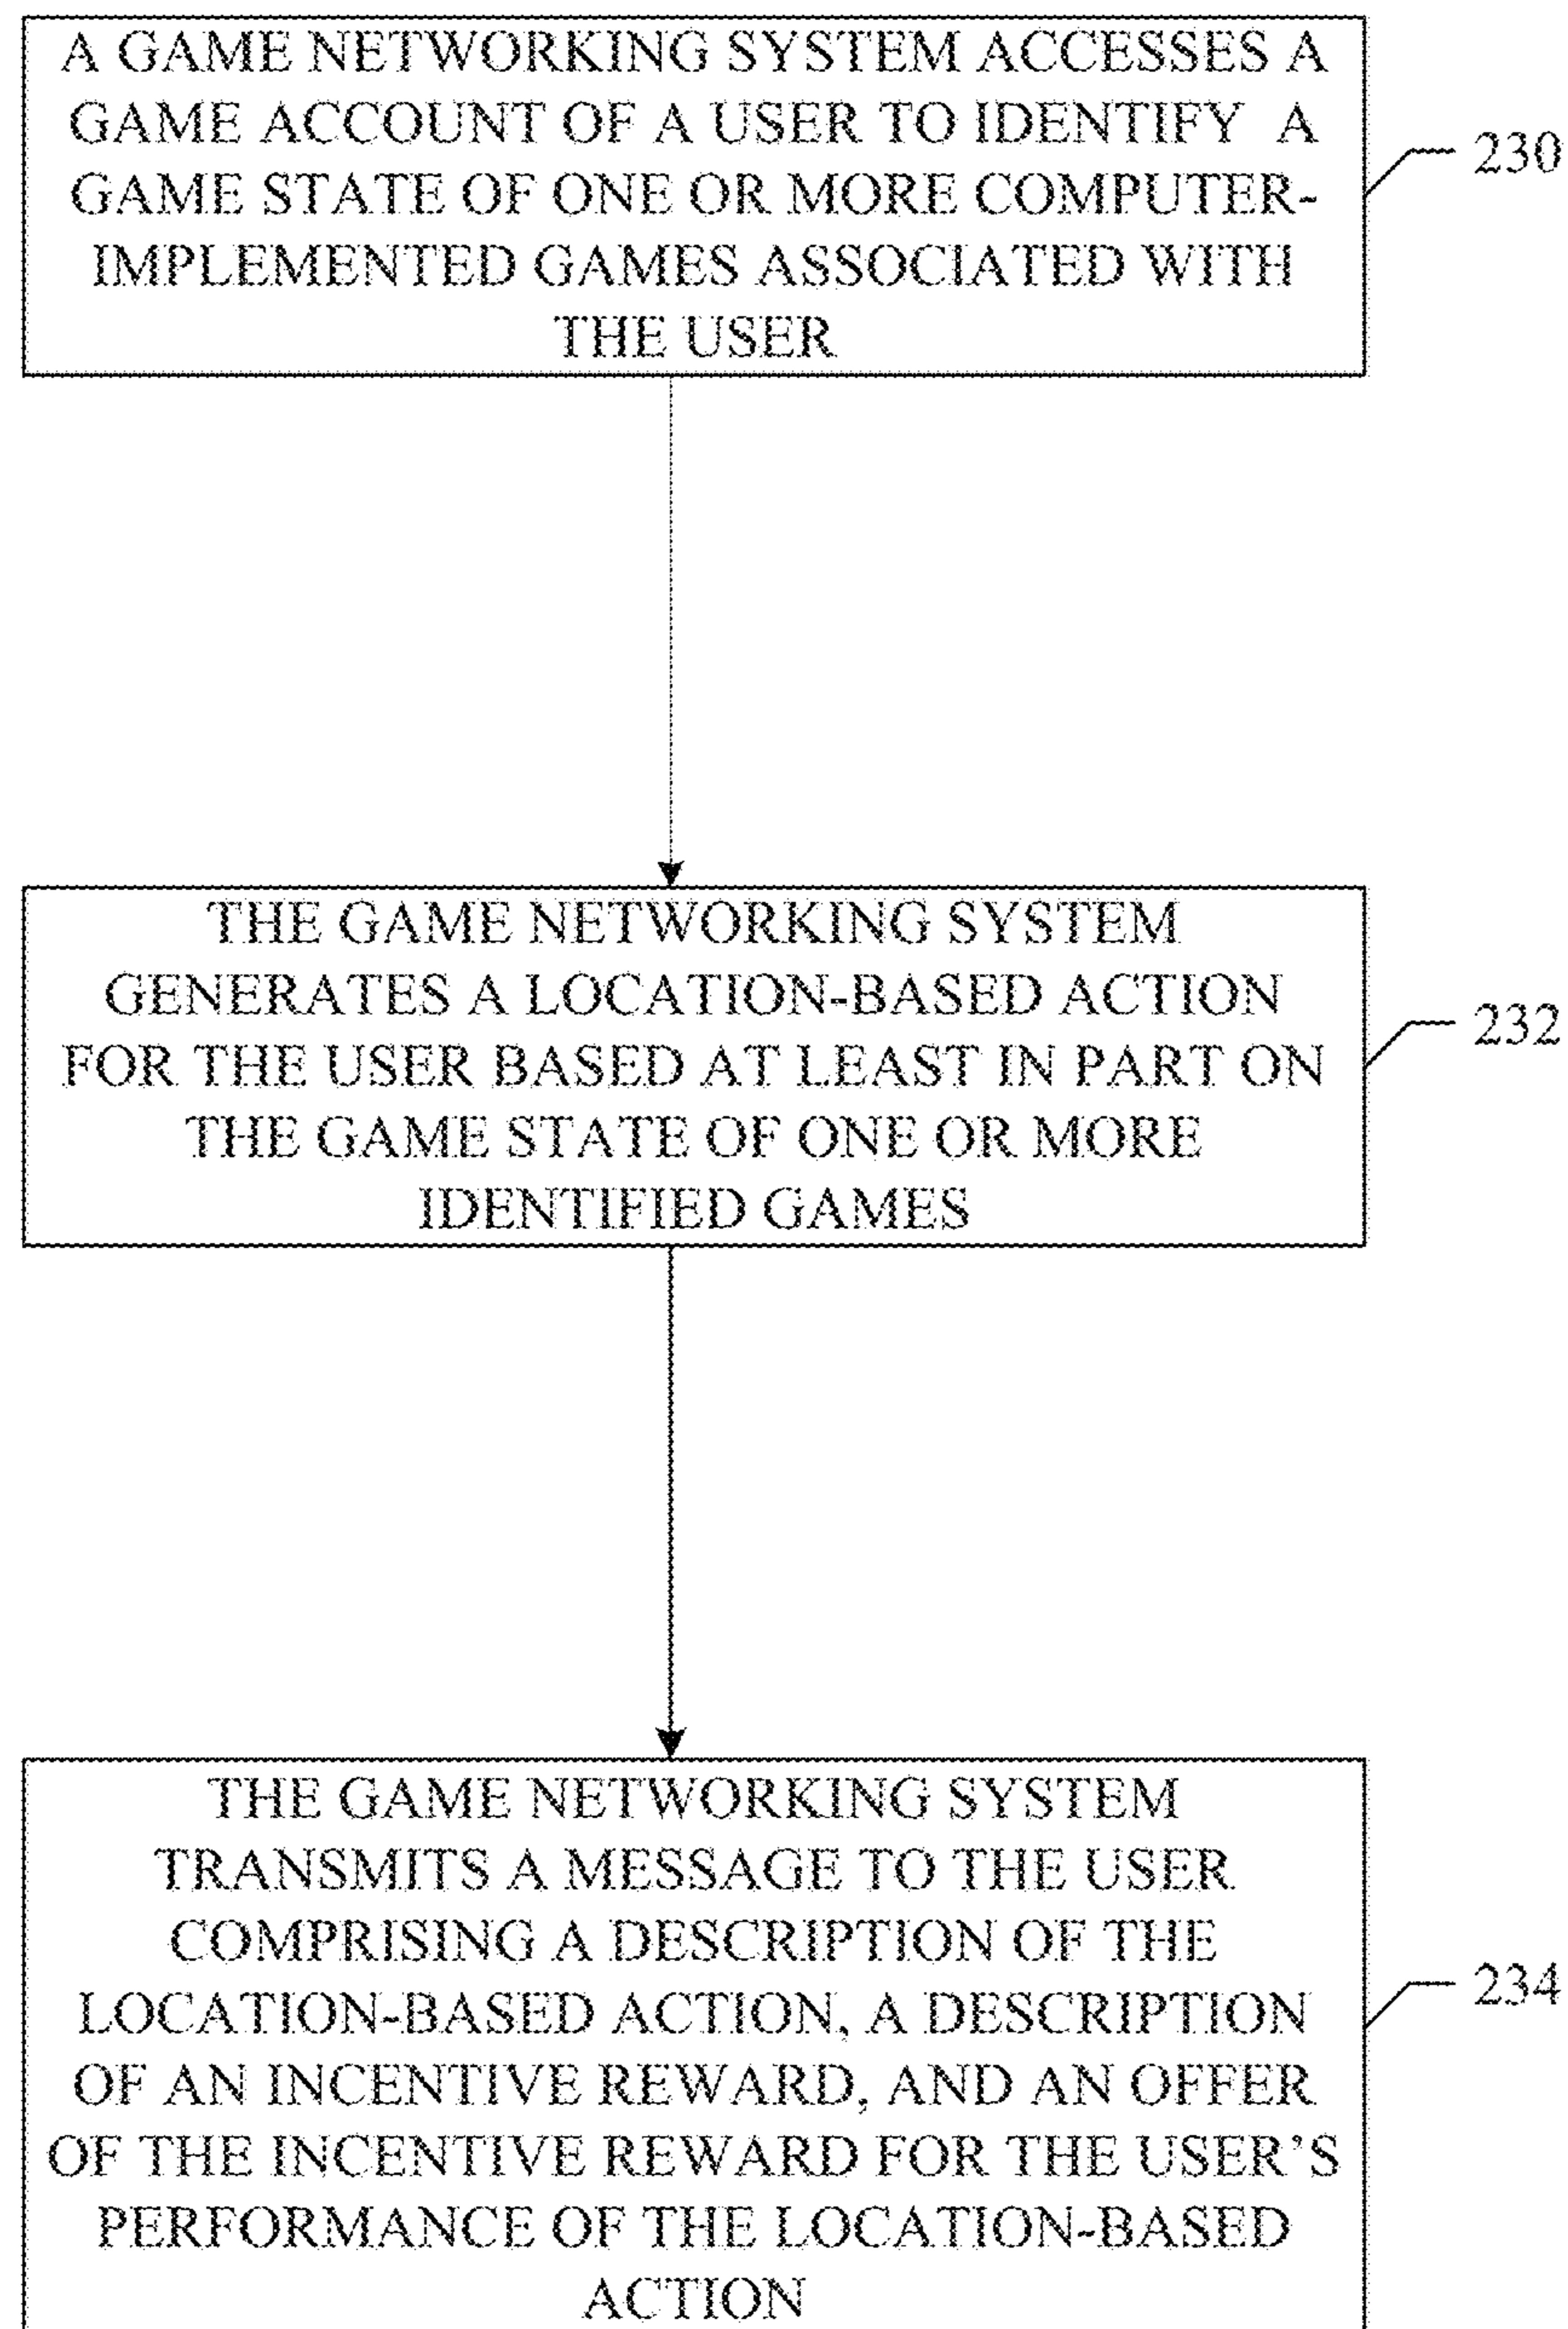 A GAME NETWORKING SYSTEM ACCESSES A
GAME ACCOUNT OF A USER TO IDENTIFY A
GAME STATE OF ONE OR MORE COMPUTER-
IMPLEMENTED GAMES ASSOCIATED WITH
THE USER
230
THE GAME NETWORKING SYSTEM
GENERATES A LOCATION-BASED ACTION
FOR THE USER BASED AT LEAST IN PART ON
THE GAME STATE OF ONE OR MORE
IDENTIFIED GAMES
232
THE GAME NETWORKING SYSTEM
TRANSMITS A MESSAGE TO THE USER
COMPRISING A DESCRIPTION OF THE
LOCATION-BASED ACTION, A DESCRIPTION
OF AN INCENTIVE REWARD, AND AN OFFER
OF THE INCENTIVE REWARD FOR THE USER’S
PERFORMANCE OF THE LOCATION-BASED
ACTION
234